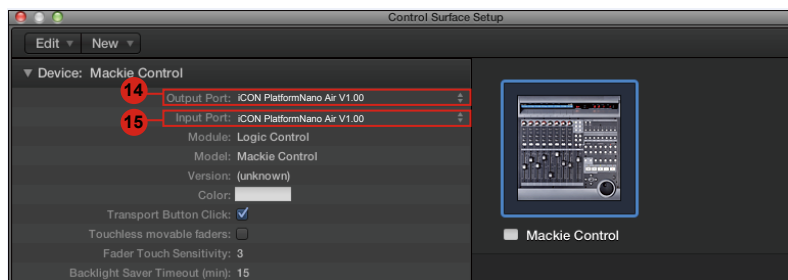 Control Surface Setup
Edit
New
Device: Mackie Control
14
Output Port: iCON PlatformNano Air V1.00
15
Input Port: iCON PlatformNano Air V1.00
Module: Logic Control
Model: Mackie Control
Version: (unknown)
Color:
Transport Button Click:
Touchless movable faders:
Fader Touch Sensitivity: 3
Backlight Saver Timeout (min): 15
Mackie Control